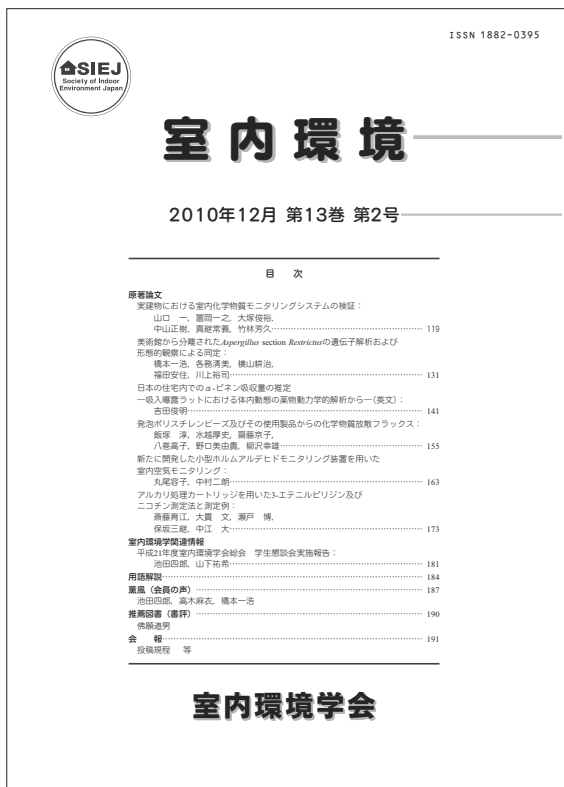 ISSN 1882-0395
SIEJ
Society of Indoor
Environment Japan
室内環境
2010年12月 第13巻 第2号
目 次
原著論文
実建物における室内化学物質モニタリングシステムの検証：
山口 一，冨岡一之，大塚俊裕，
中山正樹，真継常義，竹林芳久 119
美術館から分離されたAspergillus section Restrictusの遺伝子解析および
形態的観察による同定：
橋本一浩，各務清美，横山耕治，
福田安住，川上裕司 131
日本の住宅内でのα-ピネン吸収量の推定
ー吸入曝露ラットにおける体内動態の薬物動力学的解析からー(英文)：
吉田俊明 141
発泡ポリスチレンビーズ及びその使用製品からの化学物質放散フラックス：
飯塚 淳，水越厚史，齋藤京子，
八巻高子，野口美由貴，柳沢幸雄 155
新たに開発した小型ホルムアルデヒドモニタリング装置を用いた
室内空気モニタリング：
丸尾容子，中村二朗 163
アルカリ処理カートリッジを用いた3-エテニルピリジン及び
ニコチン測定法と測定例：
斎藤育江，大貫 文，瀬戸 博，
保坂三継，中江 大 173
室内環境学関連情報
平成21年度室内環境学会総会 学生懇談会実施報告：
池田四郎，山下祐希 181
用語解説 184
薫風（会員の声） 187
池田四郎，高木麻衣，橋本一浩
推薦図書（書評） 190
佛願道男
会 報 191
投稿規程 等
室内環境学会